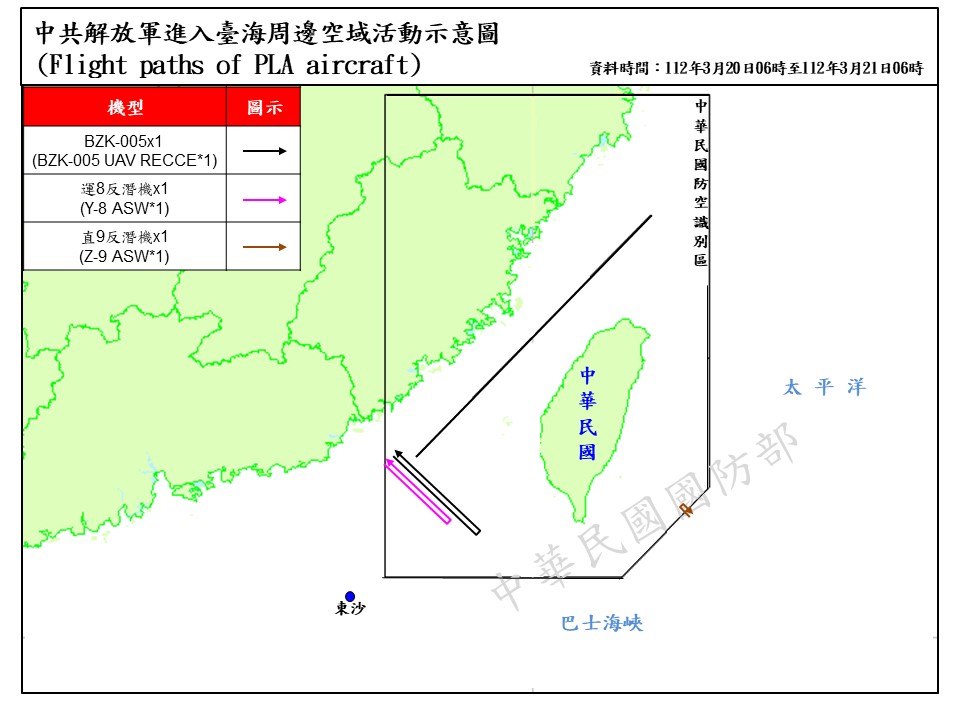 中共解放軍進入臺海周邊空域活動示意圖
(Flight paths of PLA aircraft)
資料時間：112年3月20日06時至112年3月21日06時
機型 圖示
BZK-005x1
(BZK-005 UAV RECCE*1)
運8反潛機x1
(Y-8 ASW*1)
直9反潛機x1
(Z-9 ASW*1)
中華民國防空識別區
中華民國
太平洋
中華民國國防部
東沙
巴士海峽